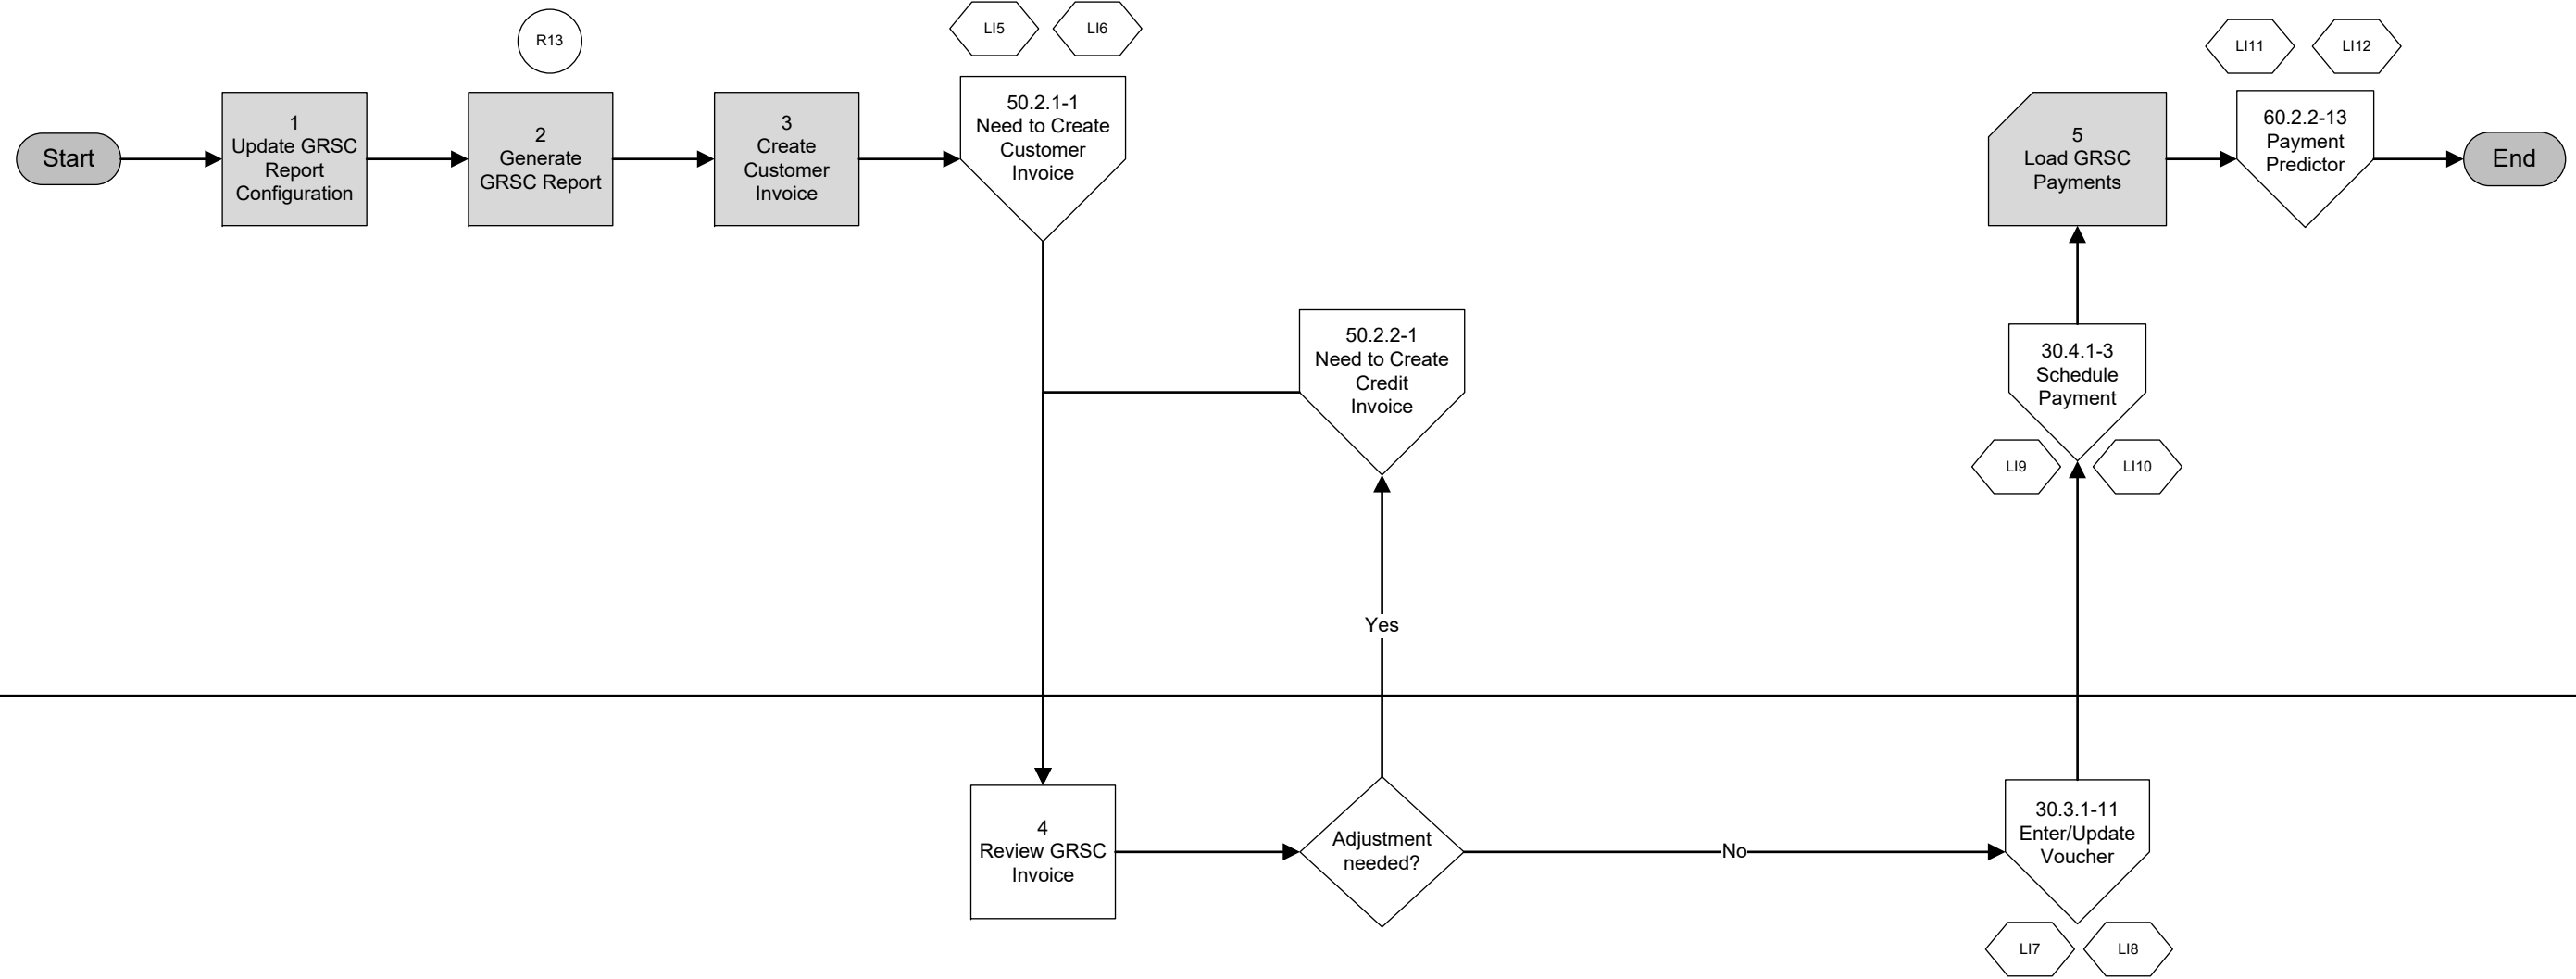 R13
LI5
LI6
LI11
LI12
Start
1
Update GRSC
Report
Configuration
2
Generate
GRSC Report
3
Create
Customer
Invoice
50.2.1-1
Need to Create
Customer
Invoice
5
Load GRSC
Payments
60.2.2-13
Payment
Predictor
End
50.2.2-1
Need to Create
Credit
Invoice
30.4.1-3
Schedule
Payment
LI9
LI10
Yes
4
Review GRSC
Invoice
Adjustment
needed?
No
30.3.1-11
Enter/Update
Voucher
LI7
LI8